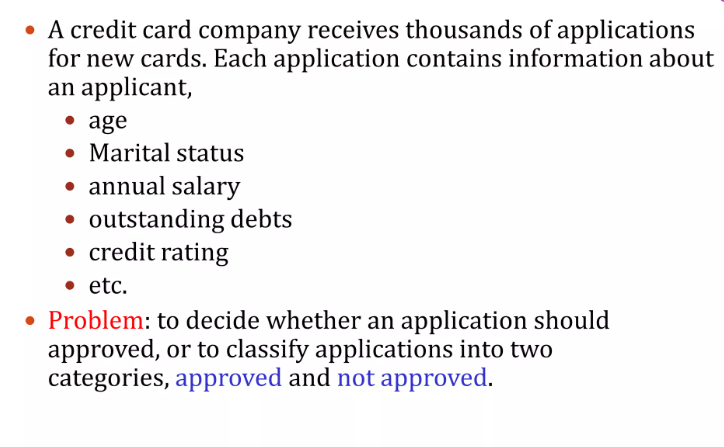 • A credit card company receives thousands of applications
for new cards. Each application contains information about
an applicant,
• age
• Marital status
• annual salary
• outstanding debts
• credit rating
• etc.
• Problem: to decide whether an application should
approved, or to classify applications into two
categories, approved and not approved.